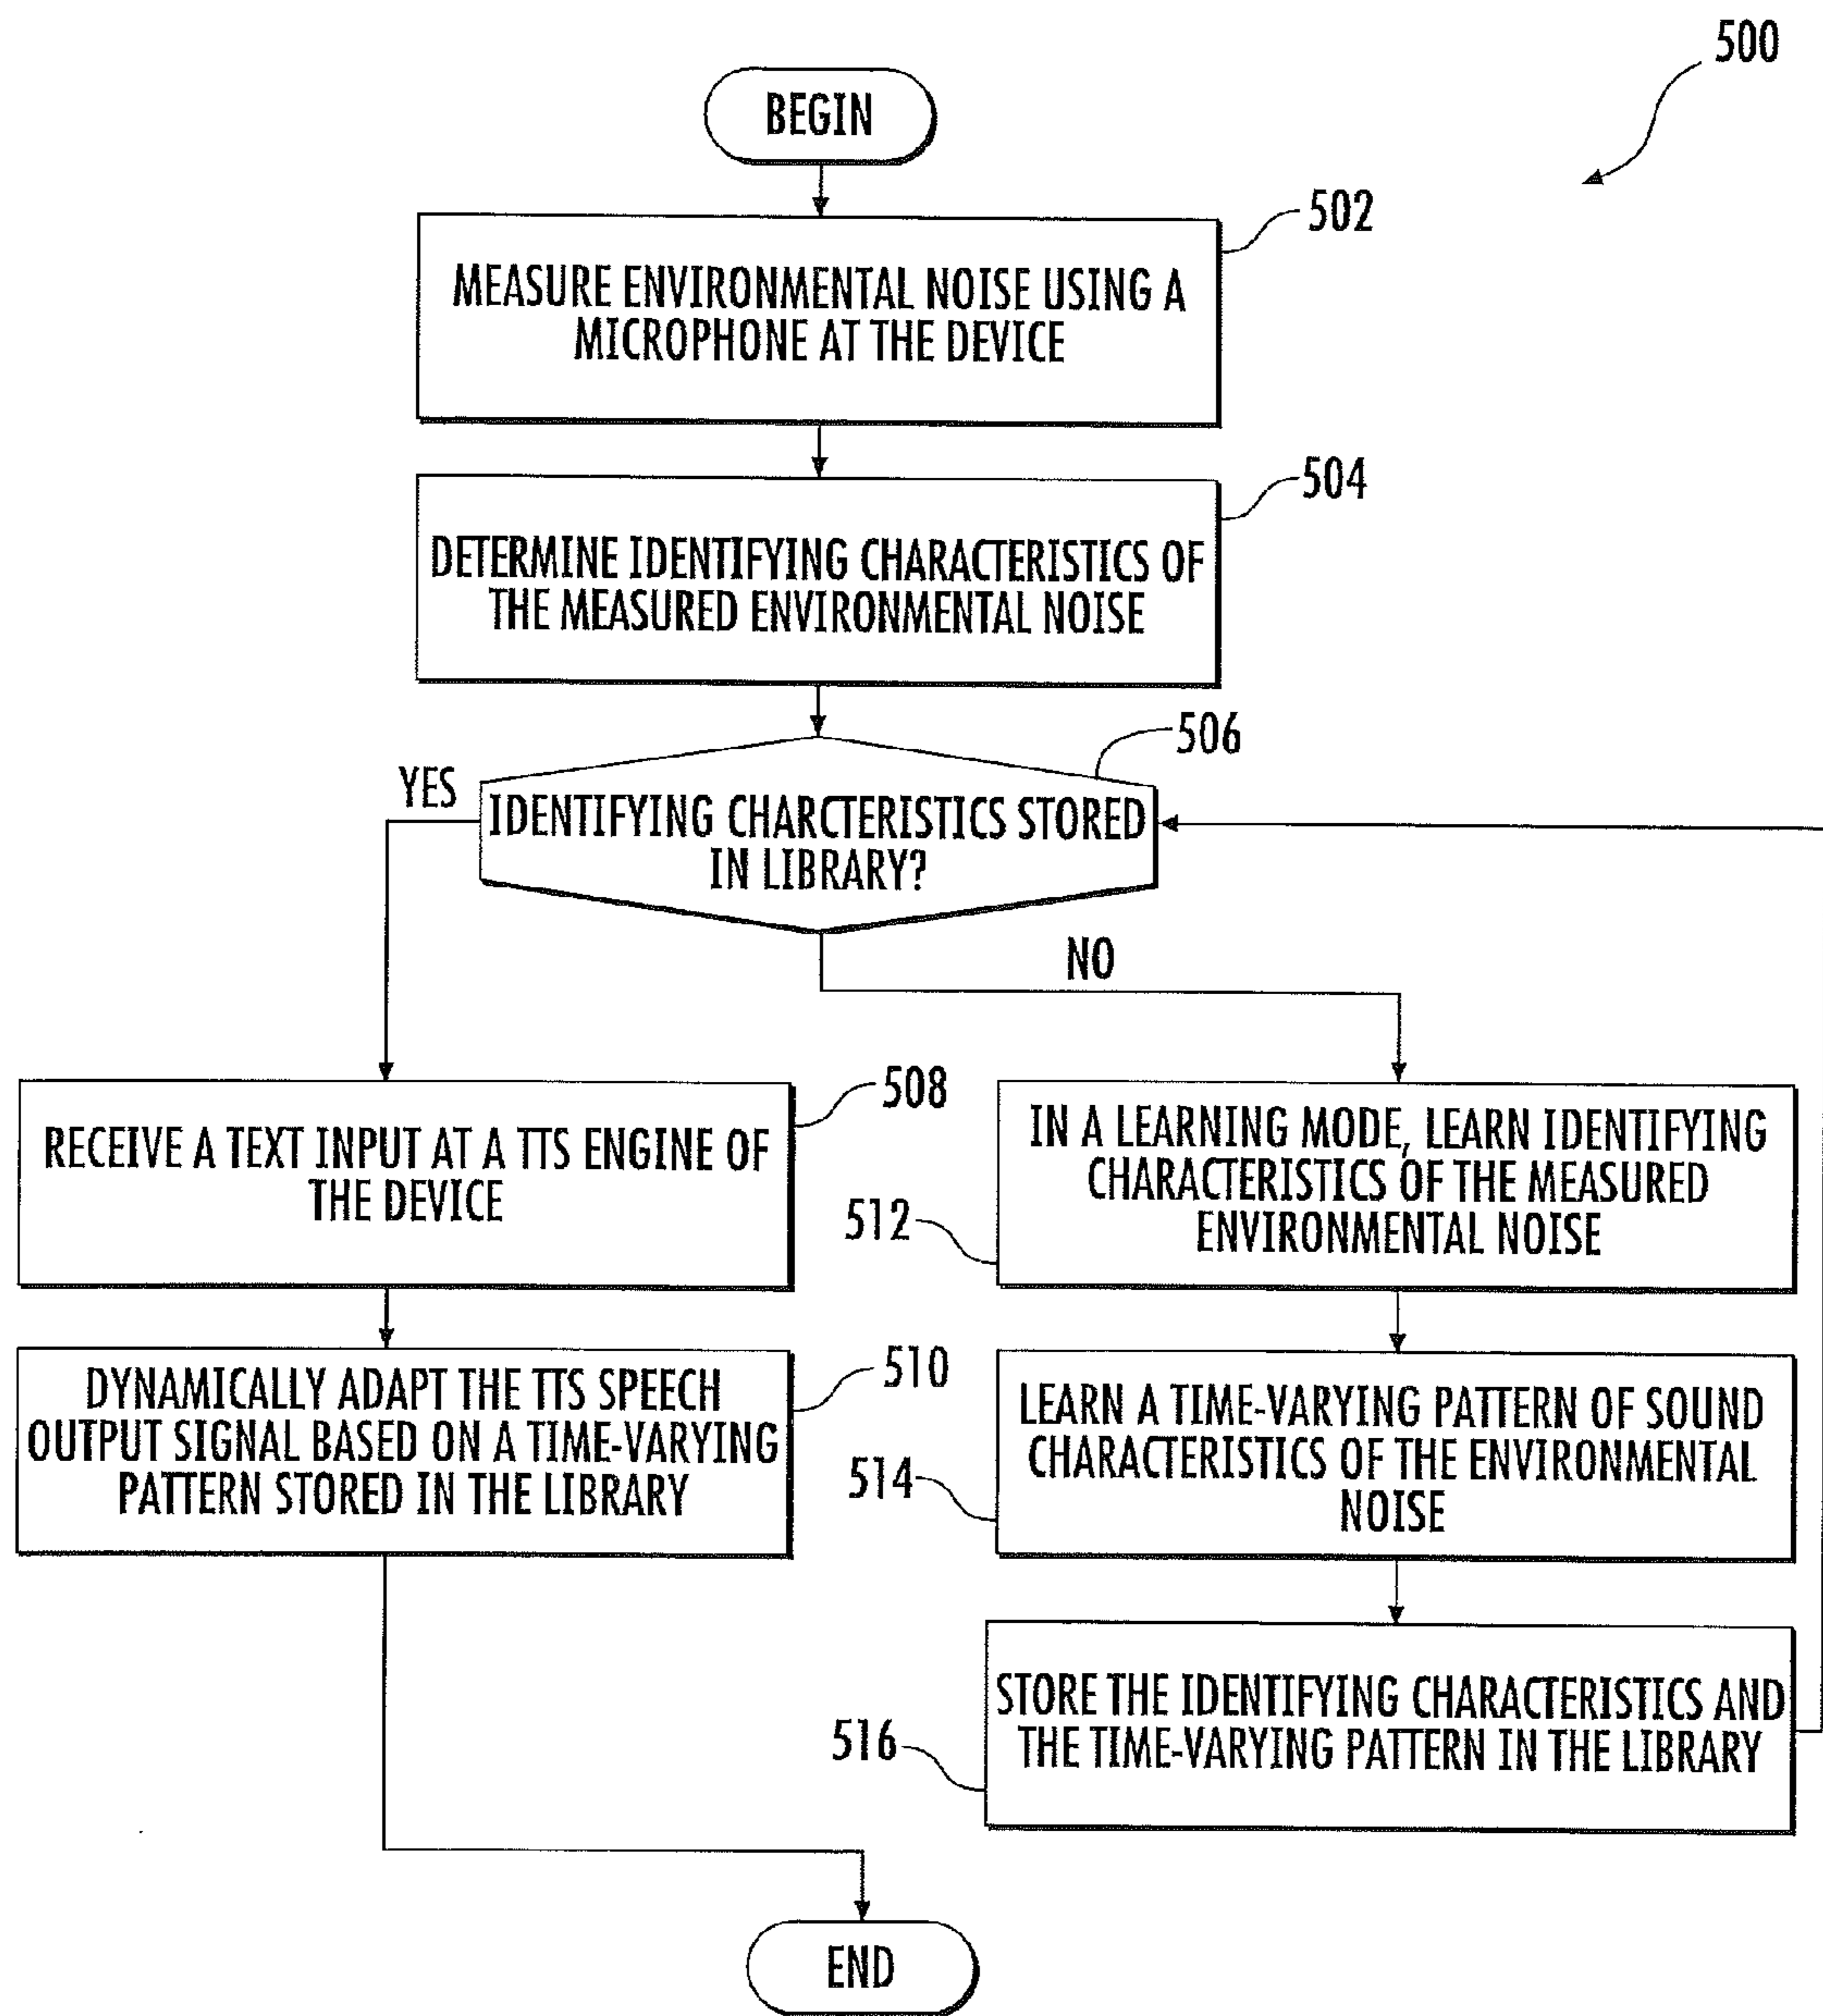 500
BEGIN
502
MEASURE ENVIRONMENTAL NOISE USING A
MICROPHONE AT THE DEVICE
504
DETERMINE IDENTIFYING CHARACTERISTICS OF
THE MEASURED ENVIRONMENTAL NOISE
506
YES
IDENTIFYING CHARCTERISTICS STORED
IN LIBRARY?
NO
508
RECEIVE A TEXT INPUT AT A TTS ENGINE OF
THE DEVICE
510
DYNAMICALLY ADAPT THE TTS SPEECH
OUTPUT SIGNAL BASED ON A TIME-VARYING
PATTERN STORED IN THE LIBRARY
IN A LEARNING MODE, LEARN IDENTIFYING
CHARACTERISTICS OF THE MEASURED
ENVIRONMENTAL NOISE
512
LEARN A TIME-VARYING PATTERN OF SOUND
CHARACTERISTICS OF THE ENVIRONMENTAL
NOISE
514
STORE THE IDENTIFYING CHARACTERISTICS AND
THE TIME-VARYING PATTERN IN THE LIBRARY
516
END